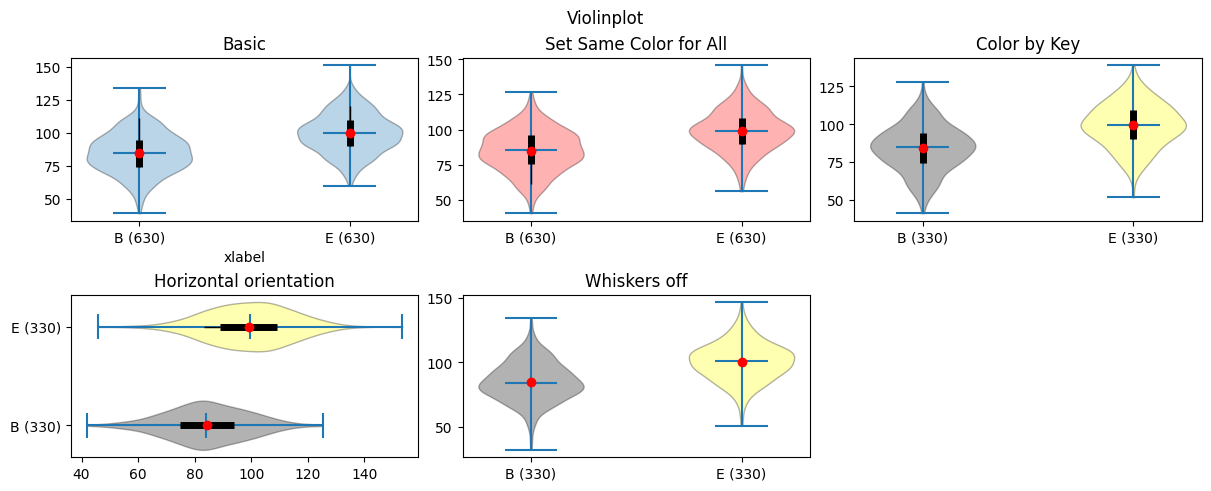 Violinplot
Basic
150
125
100
75
50
B (630)
E (630)
xlabel
Set Same Color for All
150
125
100
75
50
B (630)
E (630)
Color by Key
125
100
75
50
B (330)
E (330)
Horizontal orientation
E (330)
B (330)
40 60 80 100 120 140
Whiskers off
150
100
50
B (330)
E (330)